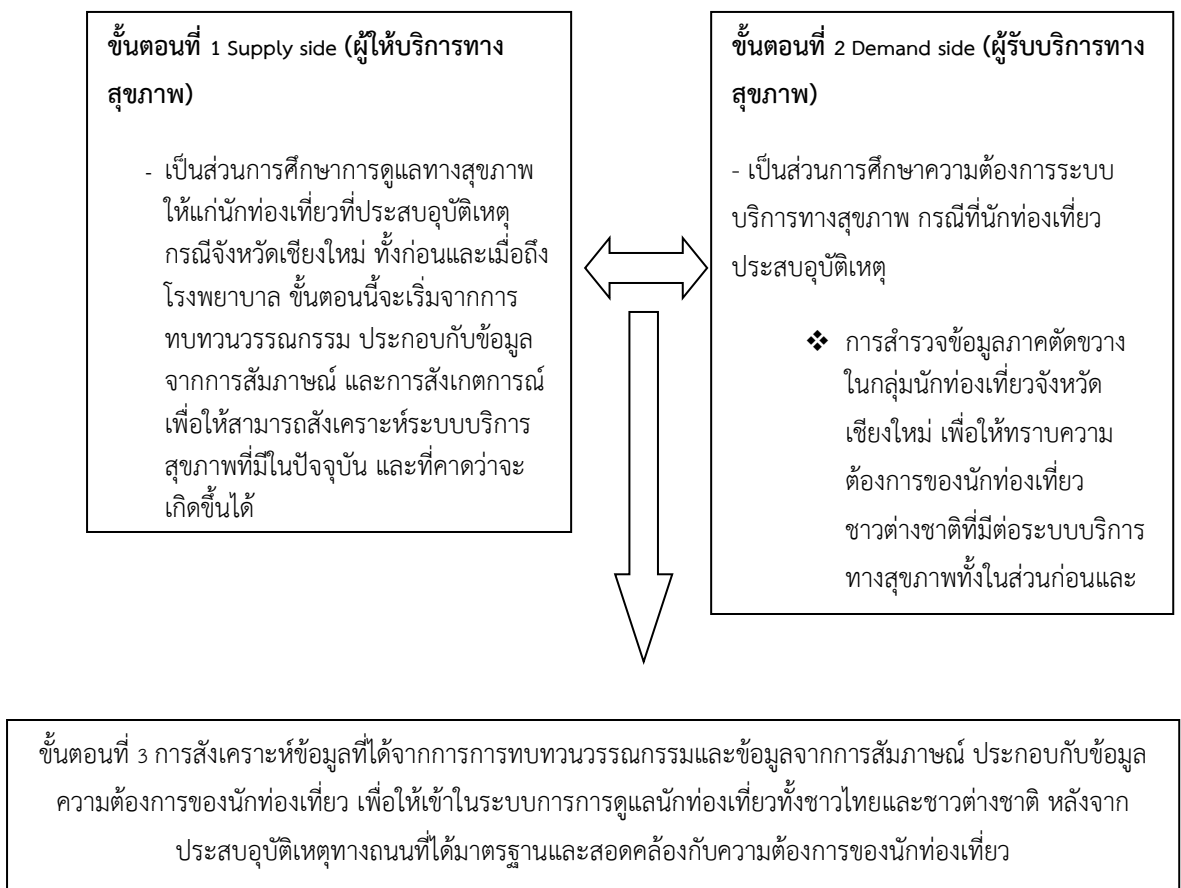 ขั้นตอนที่ 1 Supply side (ผู้ให้บริการทาง
สุขภาพ)
- เป็นส่วนการศึกษาการดูแลทางสุขภาพ
ให้แก่นักท่องเที่ยวที่ประสบอุบัติเหตุ
กรณีจังหวัดเชียงใหม่ ทั้งก่อนและเมื่อถึง
โรงพยาบาล ขั้นตอนนี้จะเริ่มจากการ
ทบทวนวรรณกรรม ประกอบกับข้อมูล
จากการสัมภาษณ์ และการสังเกตการณ์
เพื่อให้สามารถสังเคราะห์ระบบบริการ
สุขภาพที่มีในปัจจุบัน และที่คาดว่าจะ
เกิดขึ้นได้
ขั้นตอนที่ 2 Demand side (ผู้รับบริการทาง
สุขภาพ)
- เป็นส่วนการศึกษาความต้องการระบบ
บริการทางสุขภาพ กรณีที่นักท่องเที่ยว
ประสบอุบัติเหตุ
❖ การสำรวจข้อมูลภาคตัดขวาง
ในกลุ่มนักท่องเที่ยวจังหวัด
เชียงใหม่ เพื่อให้ทราบความ
ต้องการของนักท่องเที่ยว
ชาวต่างชาติที่มีต่อระบบบริการ
ทางสุขภาพทั้งในส่วนก่อนและ
ขั้นตอนที่ 3 การสังเคราะห์ข้อมูลที่ได้จากการการทบทวนวรรณกรรมและข้อมูลจากการสัมภาษณ์ ประกอบกับข้อมูล
ความต้องการของนักท่องเที่ยว เพื่อให้เข้าในระบบการการดูแลนักท่องเที่ยวทั้งชาวไทยและชาวต่างชาติ หลังจาก
ประสบอุบัติเหตุทางถนนที่ได้มาตรฐานและสอดคล้องกับความต้องการของนักท่องเที่ยว